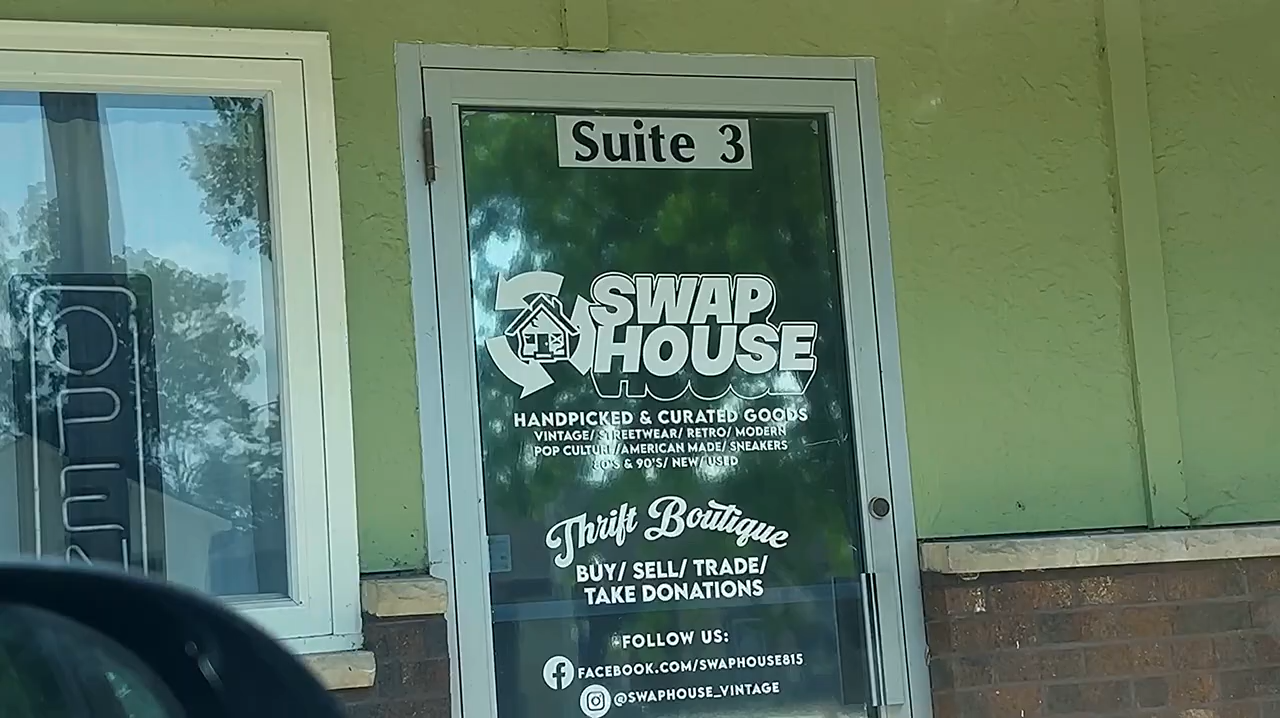 Suite 3
SWAP
HOUSE
HANDPICKED & CURATED GOODS
VINTAGE/ STREETWEAR/ RETRO/ MODERN
POP CULTURE/AMERICAN MADE/ SNEAKERS
80'S & 90'S/ NEW/ USED
Thrift Boutique
BUY/ SELL/ TRADE/
TAKE DONATIONS
FOLLOW US:
FACEBOOK.COM/SWAPHOUSE815
@SWAPHOUSE_VINTAGE
OPEN